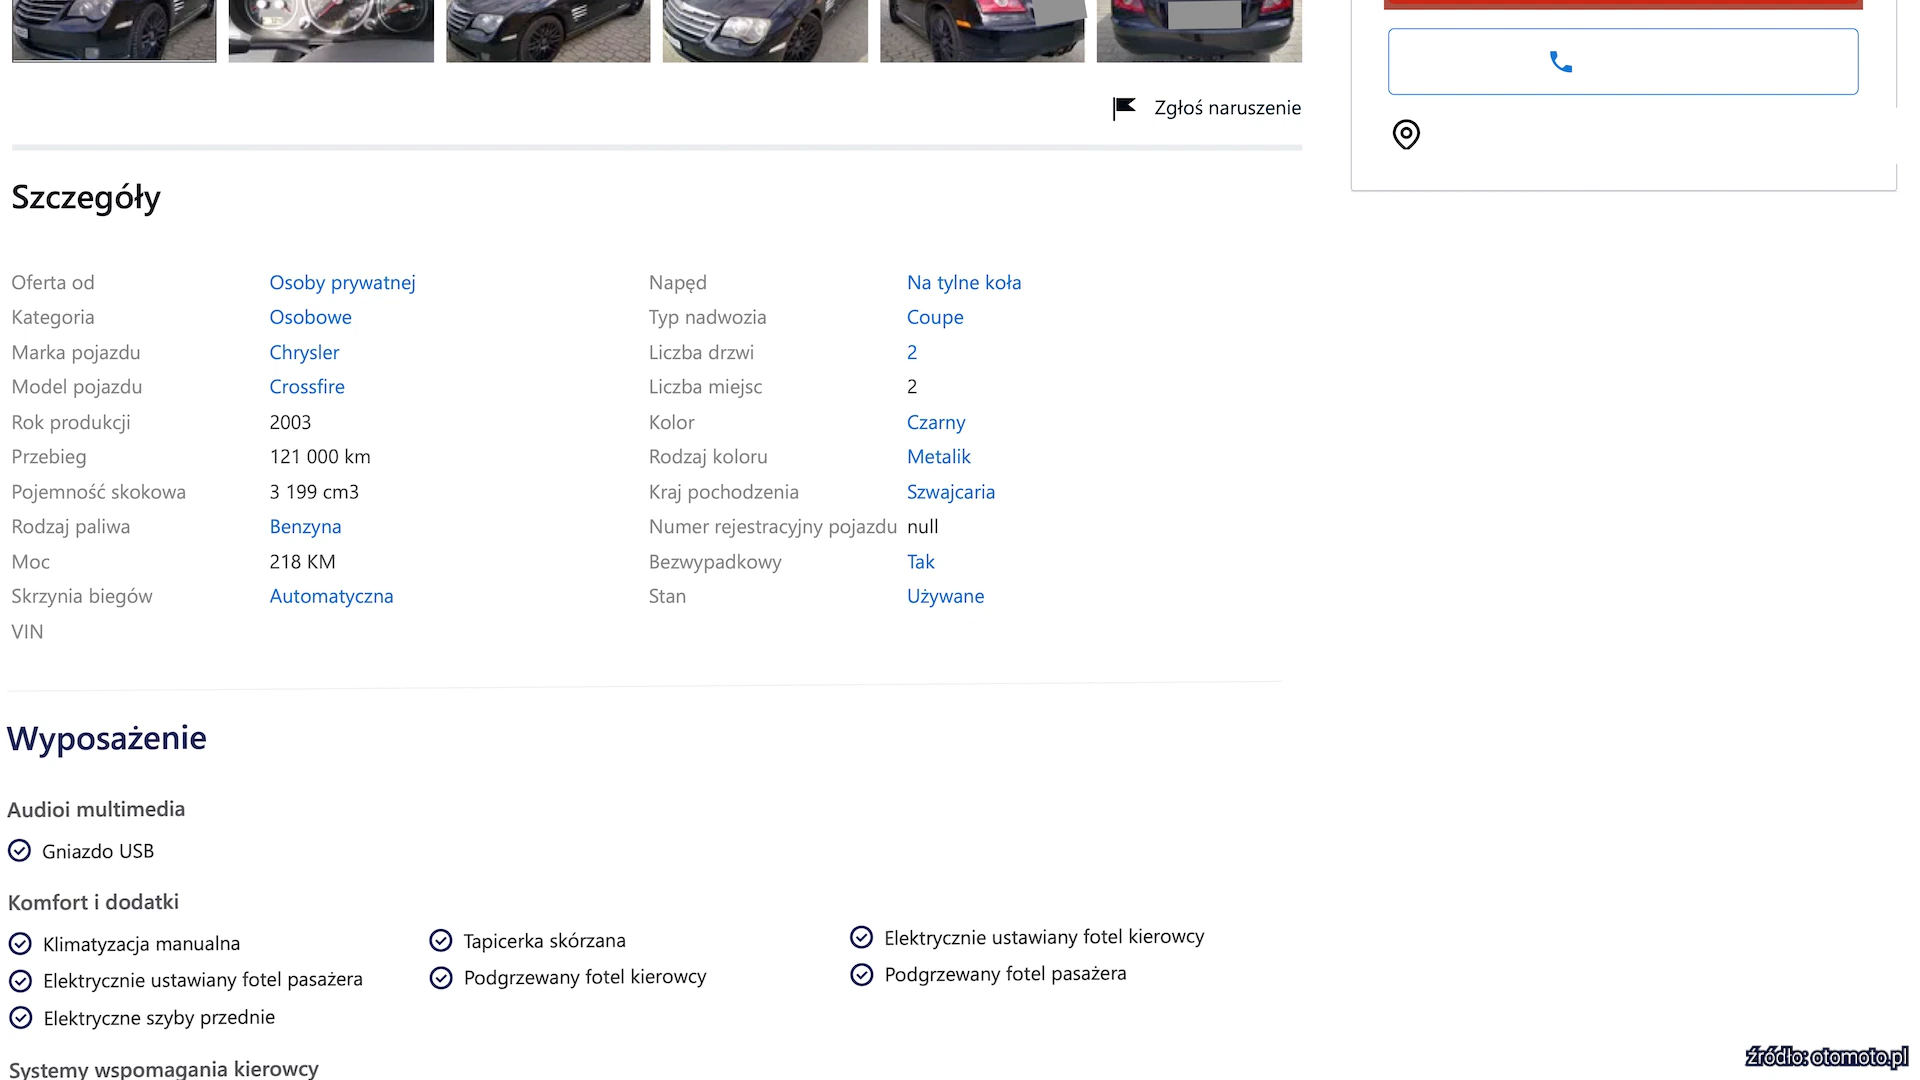 Zgłoś naruszenie
Szczegóły
Oferta od Osoby prywatnej Napęd Na tylne koła
Kategoria Osobowe Typ nadwozia Coupe
Marka pojazdu Chrysler Liczba drzwi 2
Model pojazdu Crossfire Liczba miejsc 2
Rok produkcji 2003 Kolor Czarny
Przebieg 121 000 km Rodzaj koloru Metalik
Pojemność skokowa 3 199 cm3 Kraj pochodzenia Szwajcaria
Rodzaj paliwa Benzyna Numer rejestracyjny pojazdu null
Moc 218 KM Bezwypadkowy Tak
Skrzynia biegów Automatyczna Stan Używane
VIN
Wyposażenie
Audioi multimedia
Gniazdo USB
Komfort i dodatki
Klimatyzacja manualna Tapicerka skórzana Elektrycznie ustawiany fotel kierowcy
Elektrycznie ustawiany fotel pasażera Podgrzewany fotel kierowcy Podgrzewany fotel pasażera
Elektryczne szyby przednie
Systemy wspomagania kierowcy
źródło: otomoto.pl